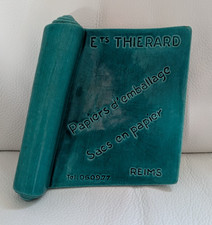 ETS THIERARD
Papiers d'emballage
Sacs en papier
REIMS